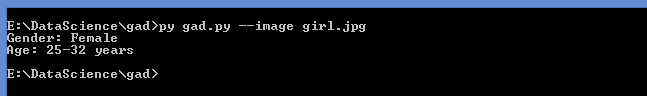 E:\DataScience\gad>py gad.py --image girl.jpg
Gender: Female
Age: 25-32 years
E:\DataScience\gad>